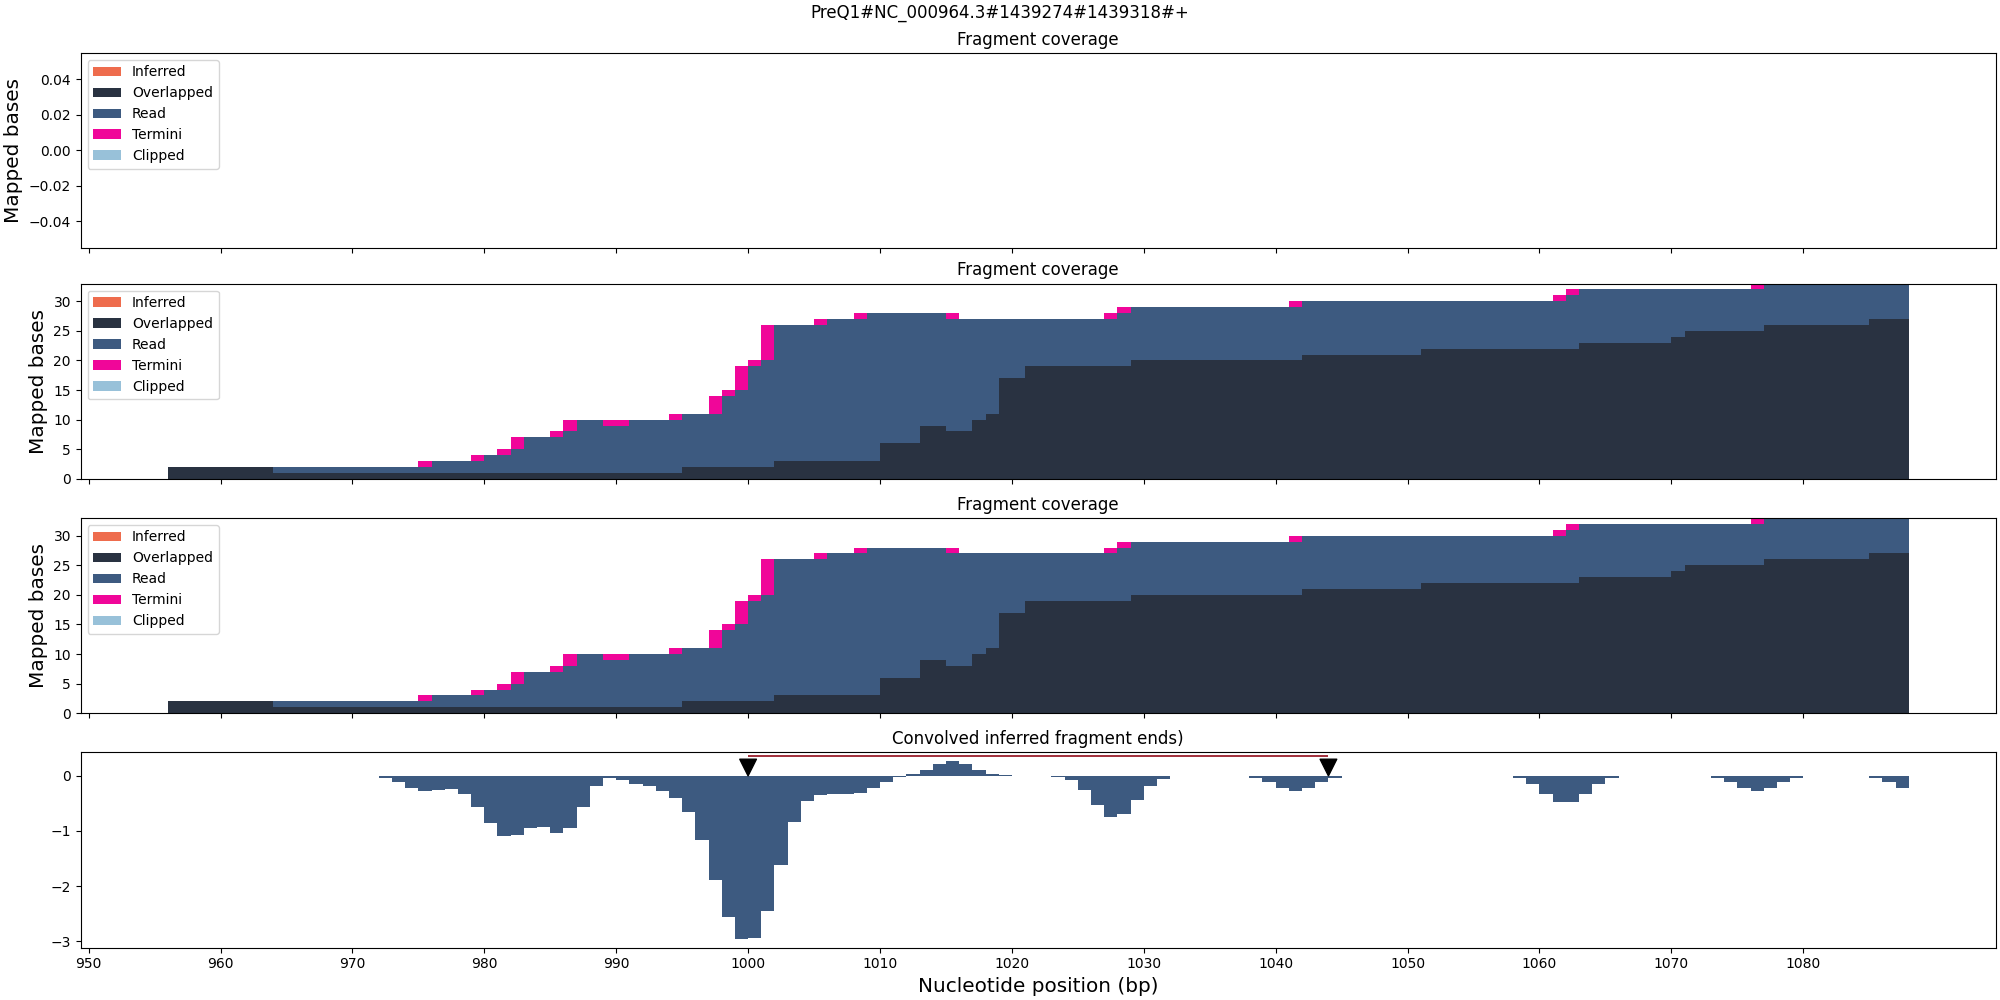 PreQ1#NC_000964.3#1439274#1439318#+
Fragment coverage
Mapped bases
0.04
0.02
0.00
−0.02
−0.04
Inferred
Overlapped
Read
Termini
Clipped
Fragment coverage
Mapped bases
30
25
20
15
10
5
0
Inferred
Overlapped
Read
Termini
Clipped
Fragment coverage
Mapped bases
30
25
20
15
10
5
0
Inferred
Overlapped
Read
Termini
Clipped
Convolved inferred fragment ends)
0
−1
−2
−3
950 960 970 980 990 1000 1010 1020 1030 1040 1050 1060 1070 1080
Nucleotide position (bp)